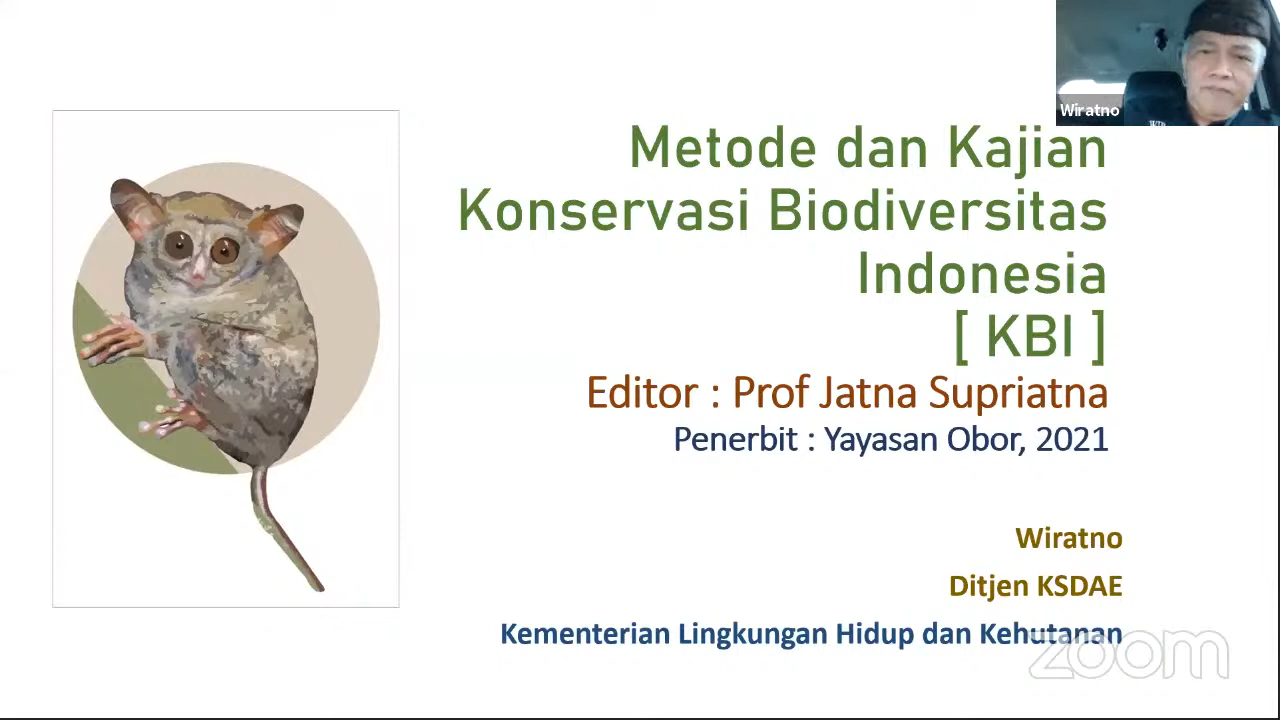 Wiratno
Metode dan Kajian
Konservasi Biodiversitas
Indonesia
[ KBI ]
Editor : Prof Jatna Supriatna
Penerbit : Yayasan Obor, 2021
Wiratno
Ditjen KSDAE
Kementerian Lingkungan Hidup dan Kehutanan
zoom